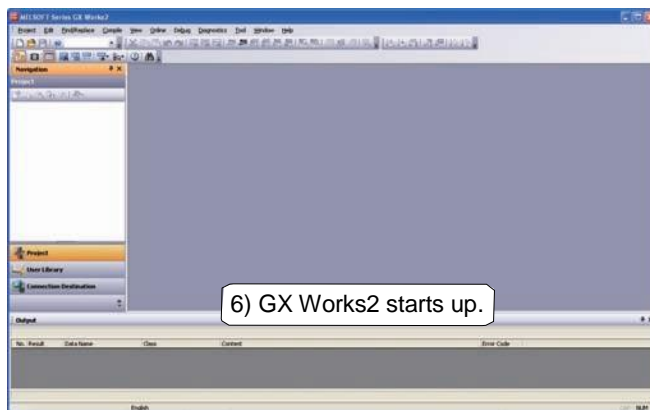 MELSOFT Series GX Works2
Project Edit Find/Replace Compile View Online Debug Diagnostics Tool Window Help
Navigation
Project
Project
User Library
Connection Destination
6) GX Works2 starts up.
Output
No. Result Data Name Class Content Error Code
English NUM